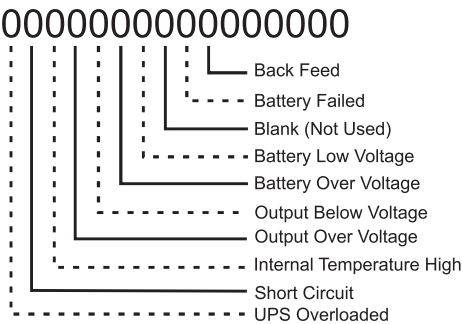 0000000000000000
Back Feed
Battery Failed
Blank (Not Used)
Battery Low Voltage
Battery Over Voltage
Output Below Voltage
Output Over Voltage
Internal Temperature High
Short Circuit
UPS Overloaded